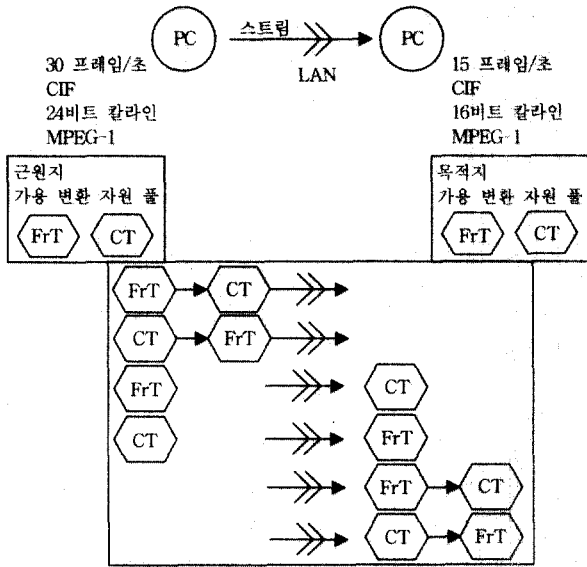 PC 스트림 PC
LAN
30 프레임/초
CIF
24비트 칼라인
MPEG-1
15 프레임/초
CIF
16비트 칼라인
MPEG-1
근원지
가용 변환 자원 풀
FrT CT
목적지
가용 변환 자원 풀
FrT CT
FrT CT
CT FrT
FrT CT
CT FrT
FrT CT
CT FrT